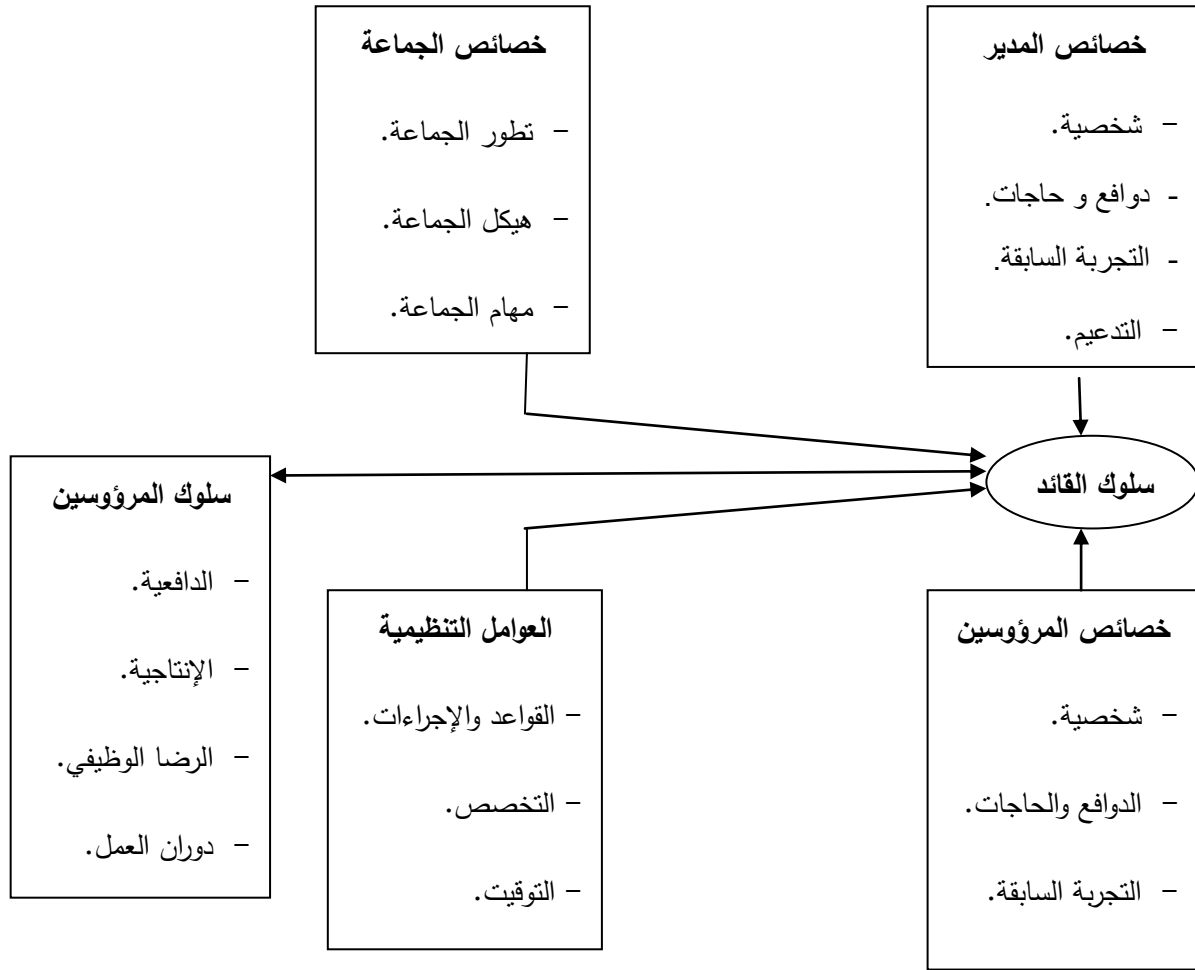 خصائص المدير
- شخصية.
- دوافع و حاجات.
- التجربة السابقة.
- التدعيم.
خصائص الجماعة
- تطور الجماعة.
- هيكل الجماعة.
- مهام الجماعة.
سلوك القائد
سلوك المرؤوسين
- الدافعية.
- الإنتاجية.
- الرضا الوظيفي.
- دوران العمل.
خصائص المرؤوسين
- شخصية.
- الدوافع والحاجات.
- التجربة السابقة.
العوامل التنظيمية
- القواعد والإجراءات.
- التخصص.
- التوقيت.